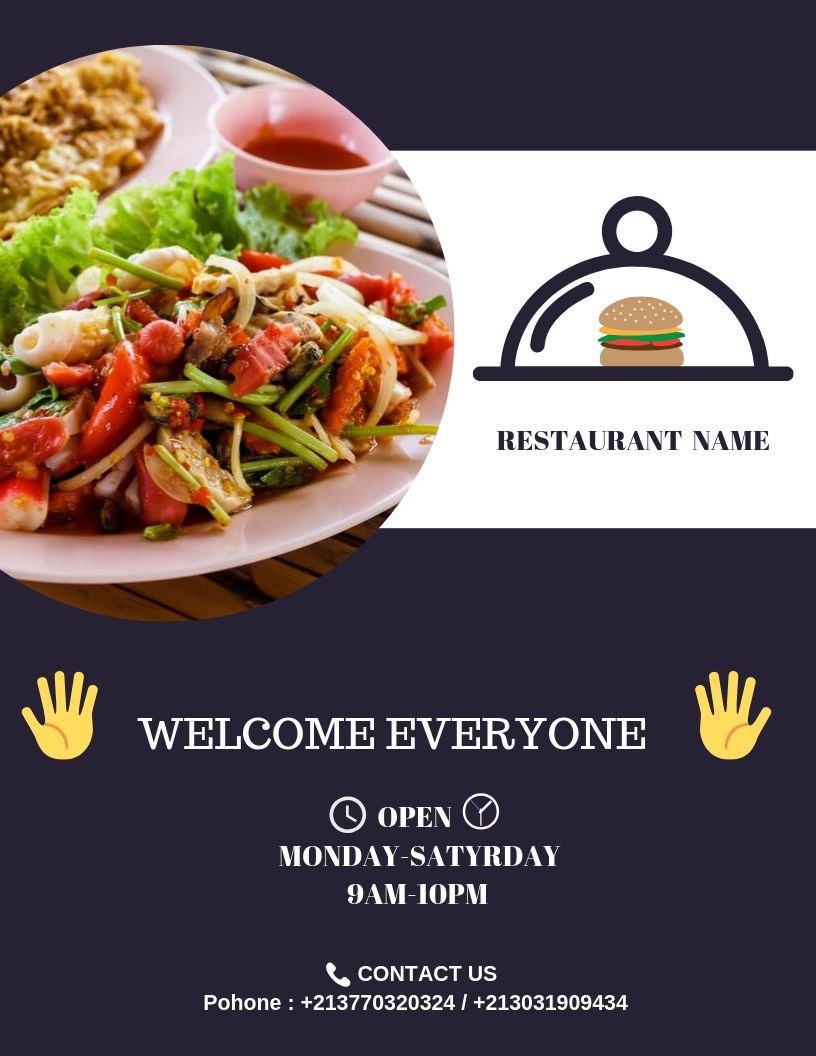 RESTAURANT NAME
WELCOME EVERYONE
OPEN
MONDAY-SATYRDAY
9AM-10PM
CONTACT US
Pohone : +213770320324 / +213031909434